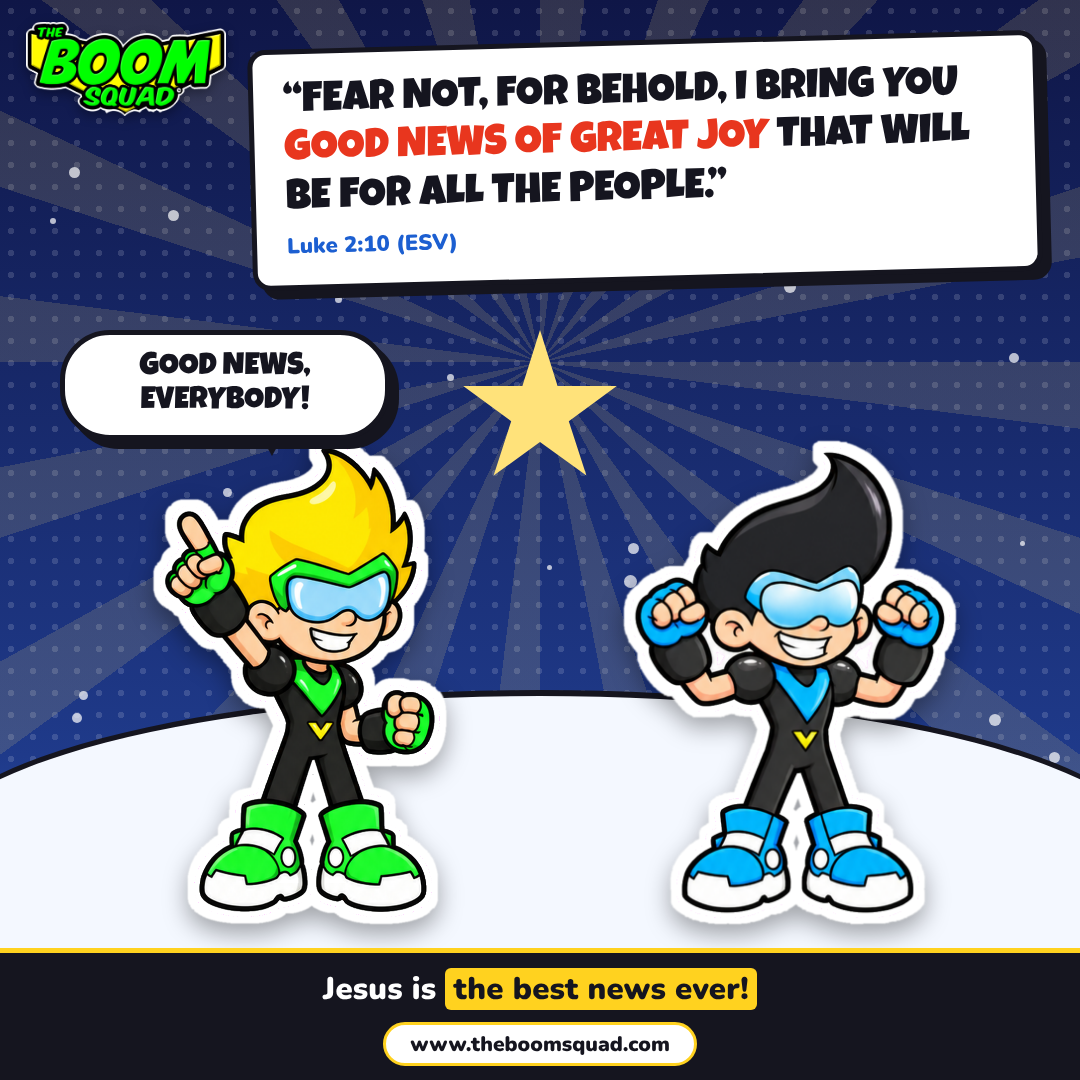 THE
BOOM
SQUAD
“FEAR NOT, FOR BEHOLD, I BRING YOU
GOOD NEWS OF GREAT JOY THAT WILL
BE FOR ALL THE PEOPLE.”
Luke 2:10 (ESV)
GOOD NEWS,
EVERYBODY!
Jesus is the best news ever!
www.theboomsquad.com